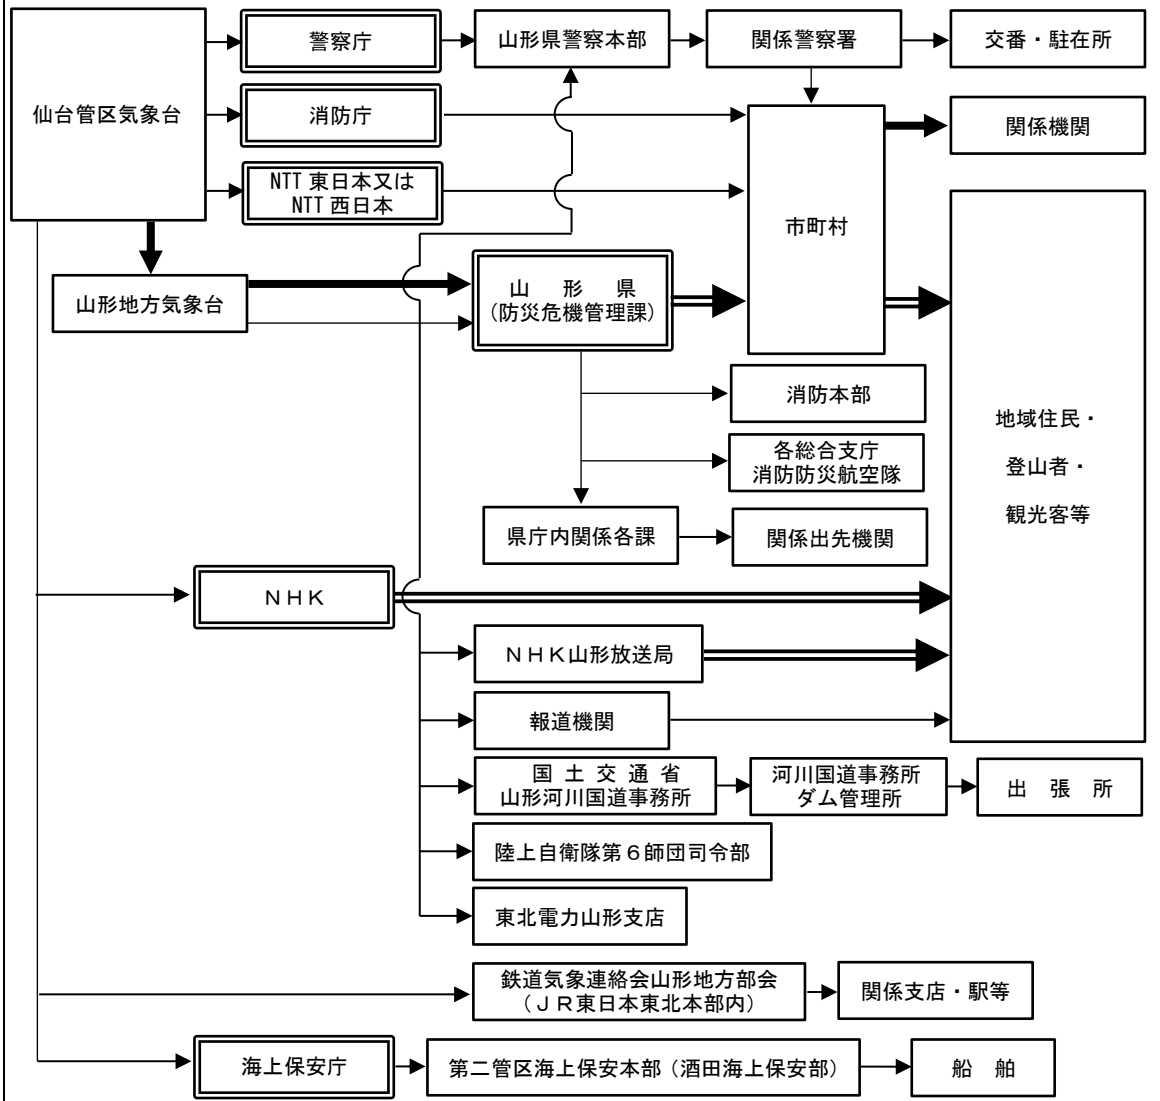 警察庁
山形県警察本部
関係警察署
交番・駐在所
仙台管区気象台
消防庁
関係機関
NTT 東日本又は
NTT 西日本
市町村
山形地方気象台
山 形 県
(防災危機管理課)
消防本部
地域住民・
登山者・
観光客等
各総合支庁
消防防災航空隊
県庁内関係各課
関係出先機関
NHK
NHK山形放送局
報道機関
国 土 交 通 省
山形河川国道事務所
河川国道事務所
ダム管理所
出 張 所
陸上自衛隊第6師団司令部
東北電力山形支店
鉄道気象連絡会山形地方部会
(JR東日本東北本部内)
関係支店・駅等
海上保安庁
第二管区海上保安本部(酒田海上保安部)
船 舶